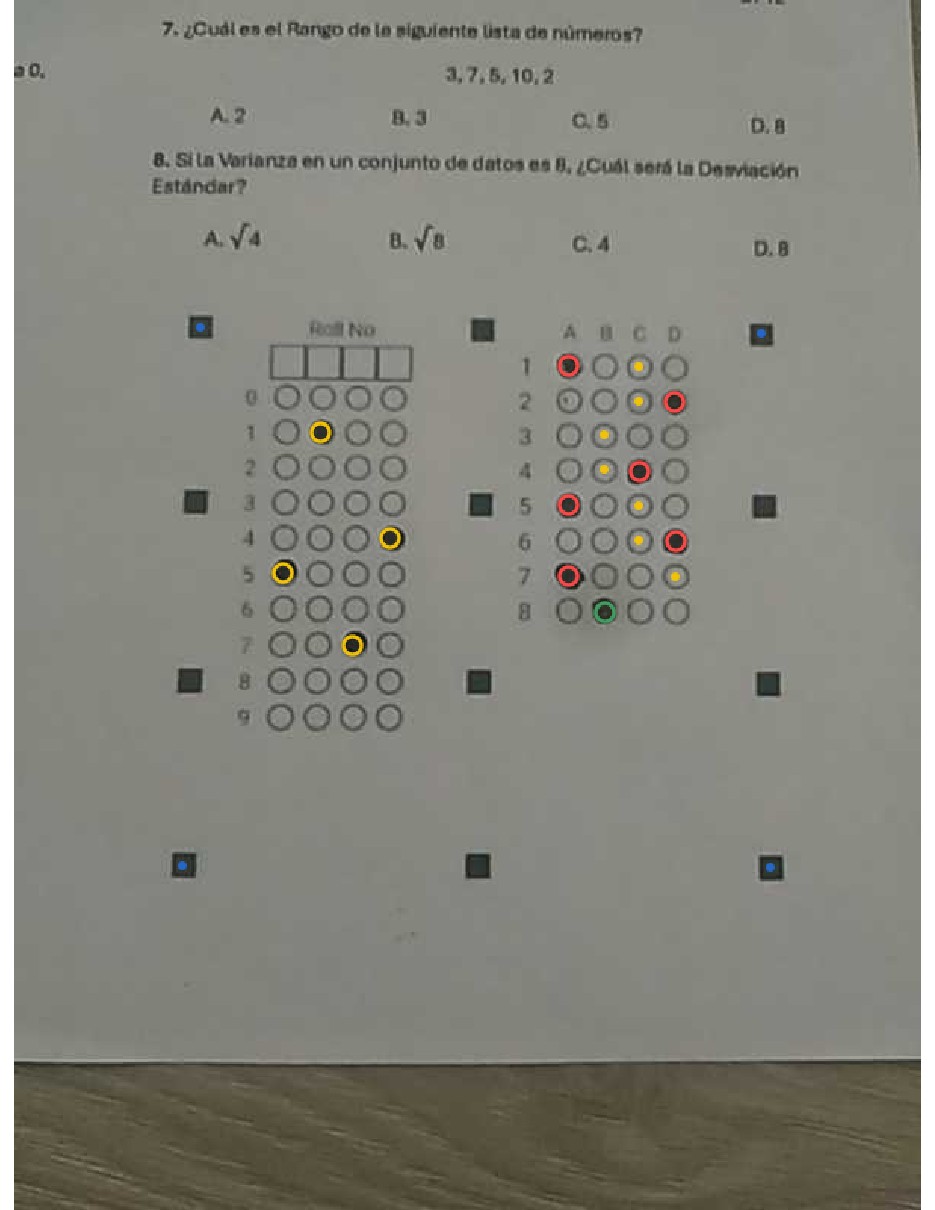 7. ¿Cuál es el Rango de la siguiente lista de números?
a 0.
3, 7, 5, 10, 2
A. 2 B. 3 C. 5 D. 8
8. Si la Varianza en un conjunto de datos es 8, ¿Cuál será la Desviación
Estándar?
A. √4 B. √8 C. 4 D. 8
Roll No
A B C D
0
1
2
3
4
5
6
7
8
9
1
2
3
4
5
6
7
8